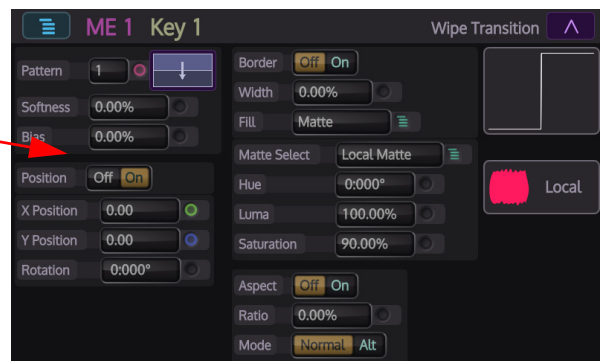 ME 1 Key 1
Wipe Transition
Pattern 1
Softness 0.00%
Bias 0.00%
Position Off On
X Position 0.00
Y Position 0.00
Rotation 0:000°
Border Off On
Width 0.00%
Fill Matte
Matte Select Local Matte
Hue 0:000°
Luma 100.00%
Saturation 90.00%
Aspect Off On
Ratio 0.00%
Mode Normal Alt
Local